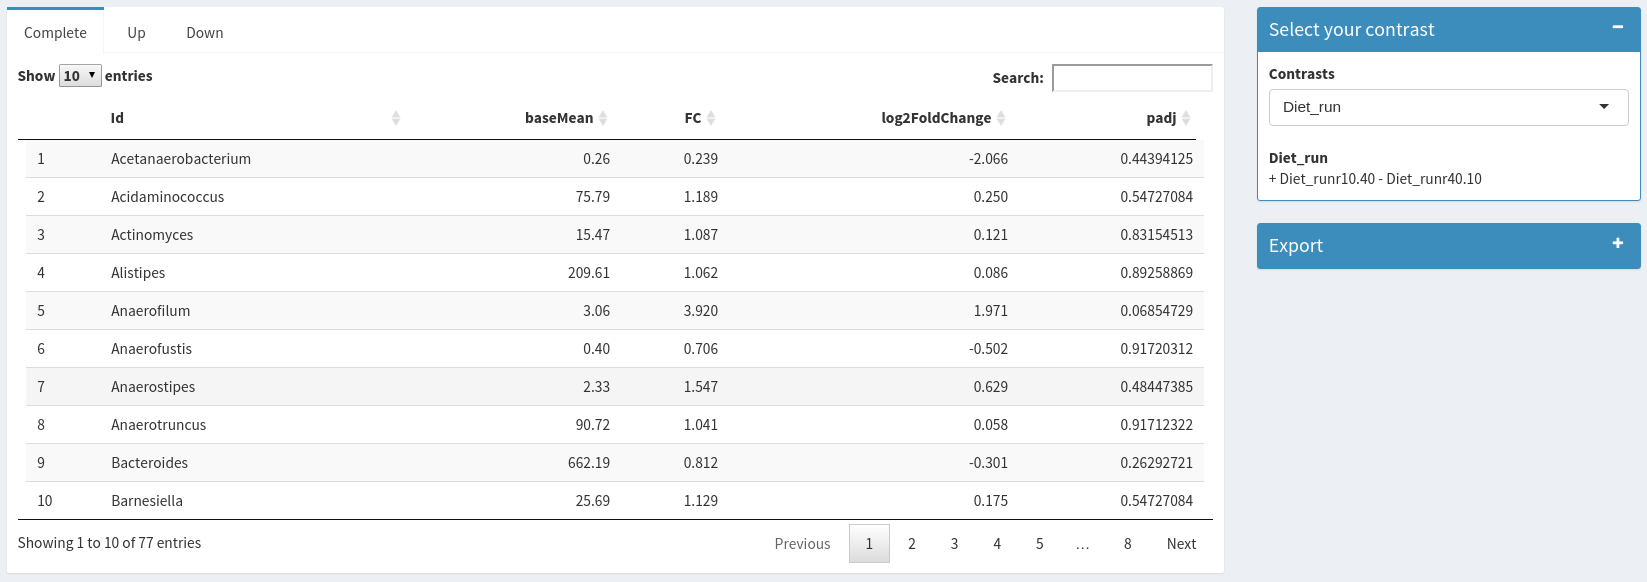 Complete Up Down
Show 10 entries Search:
Id baseMean FC log2FoldChange padj
1 Acetanaerobacterium 0.26 0.239 -2.066 0.44394125
2 Acidaminococcus 75.79 1.189 0.250 0.54727084
3 Actinomyces 15.47 1.087 0.121 0.83154513
4 Alistipes 209.61 1.062 0.086 0.89258869
5 Anaerofilum 3.06 3.920 1.971 0.06854729
6 Anaerofustis 0.40 0.706 -0.502 0.91720312
7 Anaerostipes 2.33 1.547 0.629 0.48447385
8 Anaerotruncus 90.72 1.041 0.058 0.91712322
9 Bacteroides 662.19 0.812 -0.301 0.26292721
10 Barnesiella 25.69 1.129 0.175 0.54727084
Showing 1 to 10 of 77 entries Previous 1 2 3 4 5 … 8 Next
Select your contrast −
Contrasts
Diet_run
Diet_run
+ Diet_runr10.40 - Diet_runr40.10
Export +